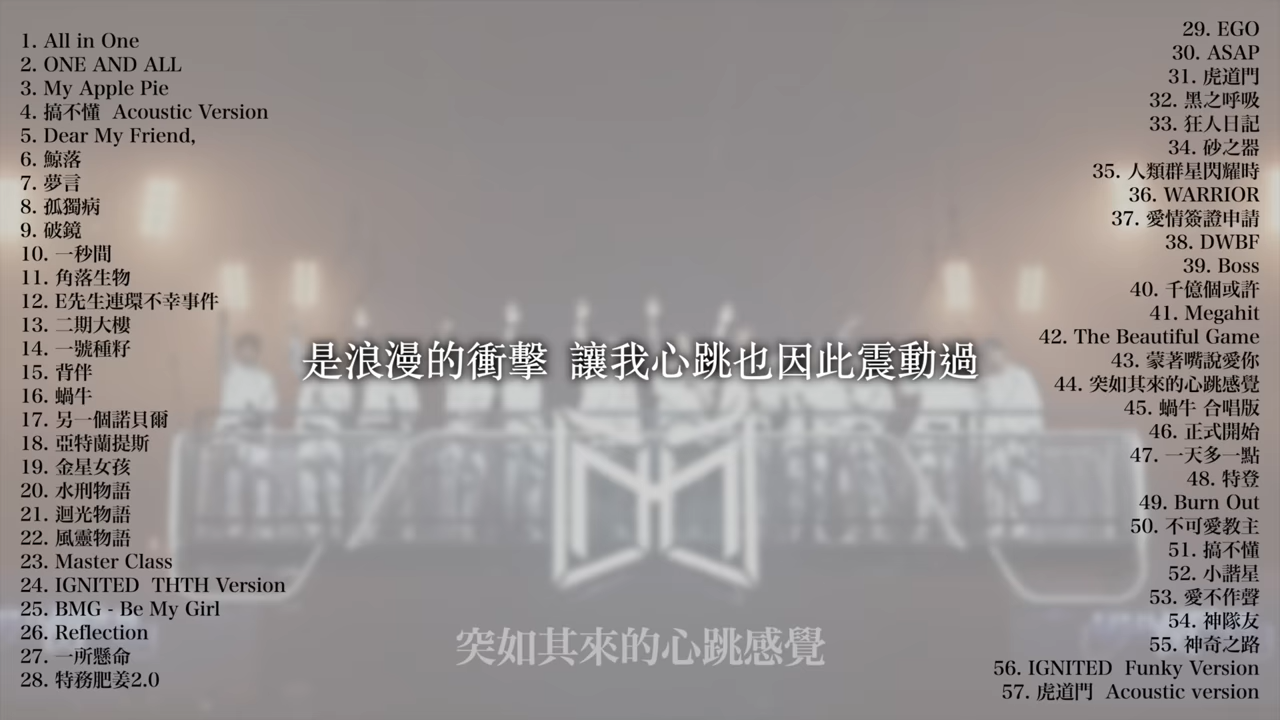 1. All in One
2. ONE AND ALL
3. My Apple Pie
4. 搞不懂  Acoustic Version
5. Dear My Friend,
6. 鯨落
7. 夢言
8. 孤獨病
9. 破鏡
10. 一秒間
11. 角落生物
12. E先生連環不幸事件
13. 二期大樓
14. 一號種籽
15. 背伴
16. 蝸牛
17. 另一個諾貝爾
18. 亞特蘭提斯
19. 金星女孩
20. 水刑物語
21. 迴光物語
22. 風靈物語
23. Master Class
24. IGNITED  THTH Version
25. BMG - Be My Girl
26. Reflection
27. 一所懸命
28. 特務肥姜2.0
是浪漫的衝擊 讓我心跳也因此震動過
突如其來的心跳感覺
29. EGO
30. ASAP
31. 虎道門
32. 黑之呼吸
33. 狂人日記
34. 砂之器
35. 人類群星閃耀時
36. WARRIOR
37. 愛情簽證申請
38. DWBF
39. Boss
40. 千億個或許
41. Megahit
42. The Beautiful Game
43. 蒙著嘴說愛你
44. 突如其來的心跳感覺
45. 蝸牛 合唱版
46. 正式開始
47. 一天多一點
48. 特登
49. Burn Out
50. 不可愛教主
51. 搞不懂
52. 小諧星
53. 愛不作聲
54. 神隊友
55. 神奇之路
56. IGNITED  Funky Version
57. 虎道門  Acoustic version